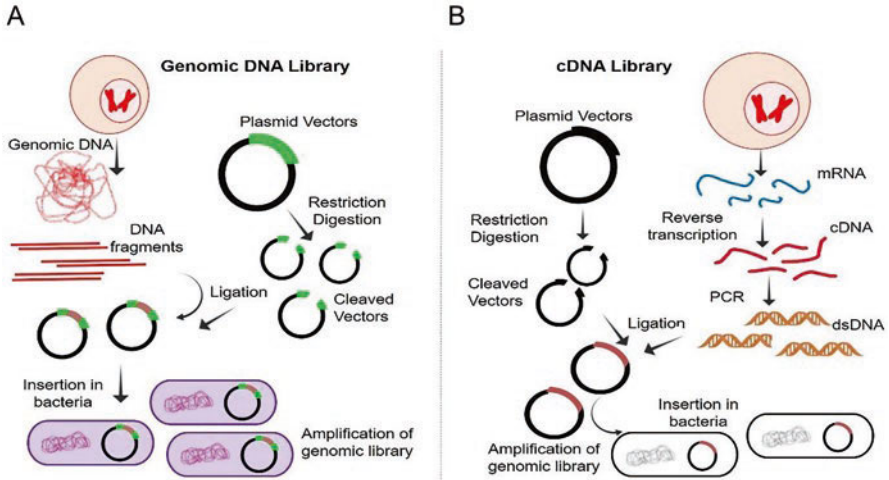 A
Genomic DNA Library
Genomic DNA
Plasmid Vectors
Restriction
Digestion
DNA
fragments
Ligation
Cleaved
Vectors
Insertion in
bacteria
Amplification of
genomic library
B
cDNA Library
Plasmid Vectors
mRNA
Restriction
Digestion
Reverse
transcription
cDNA
Cleaved
Vectors
PCR
dsDNA
Ligation
Insertion in
bacteria
Amplification of
genomic library